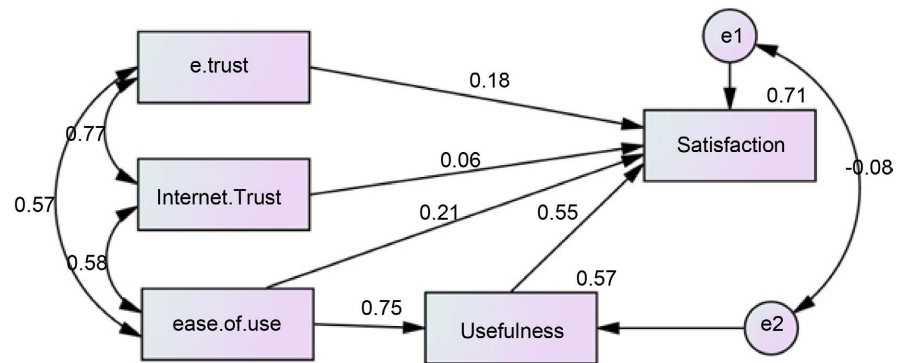 e1
e.trust
0.18
0.71
0.77
Satisfaction
0.06
-0.08
Internet.Trust
0.57
0.21
0.55
0.58
0.57
0.75
ease.of.use
Usefulness
e2